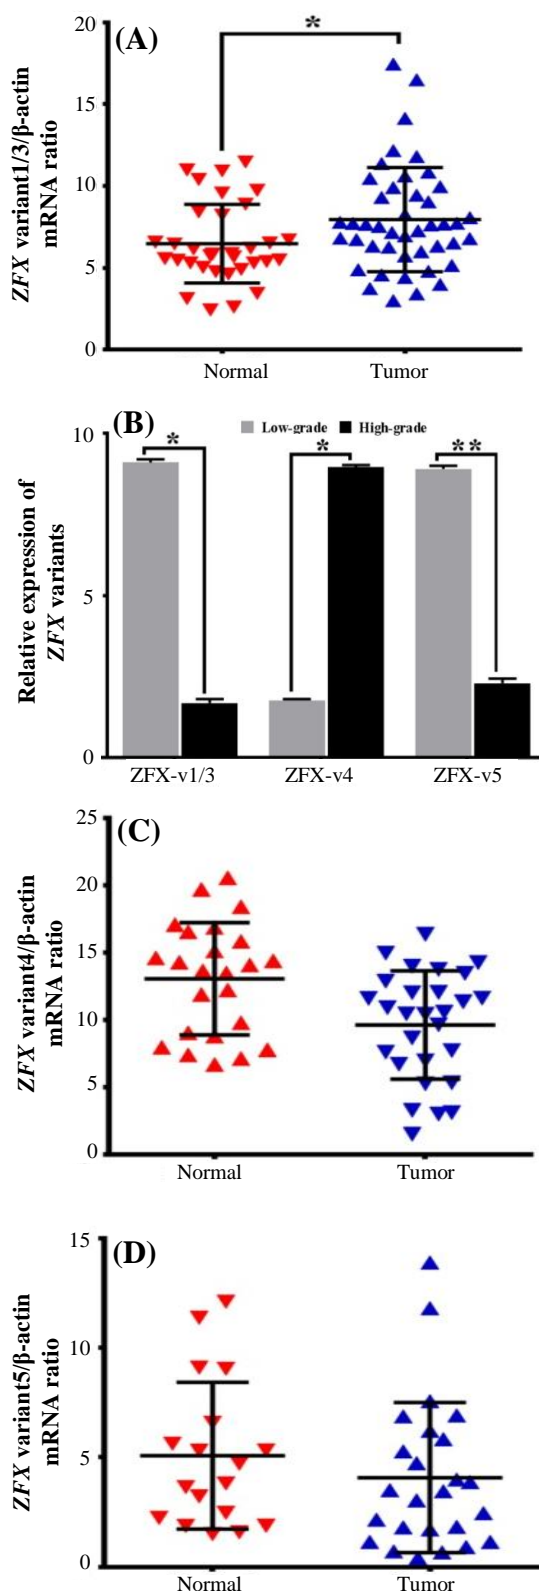 (A)
*
ZFX variant1/3/β-actin
mRNA ratio
20
15
10
5
0
Normal Tumor
(B)
Low-grade High-grade
* * **
Relative expression of
ZFX variants
10
5
0
ZFX-v1/3 ZFX-v4 ZFX-v5
(C)
ZFX variant4/β-actin
mRNA ratio
25
20
15
10
5
0
Normal Tumor
(D)
ZFX variant5/β-actin
mRNA ratio
15
10
5
0
Normal Tumor